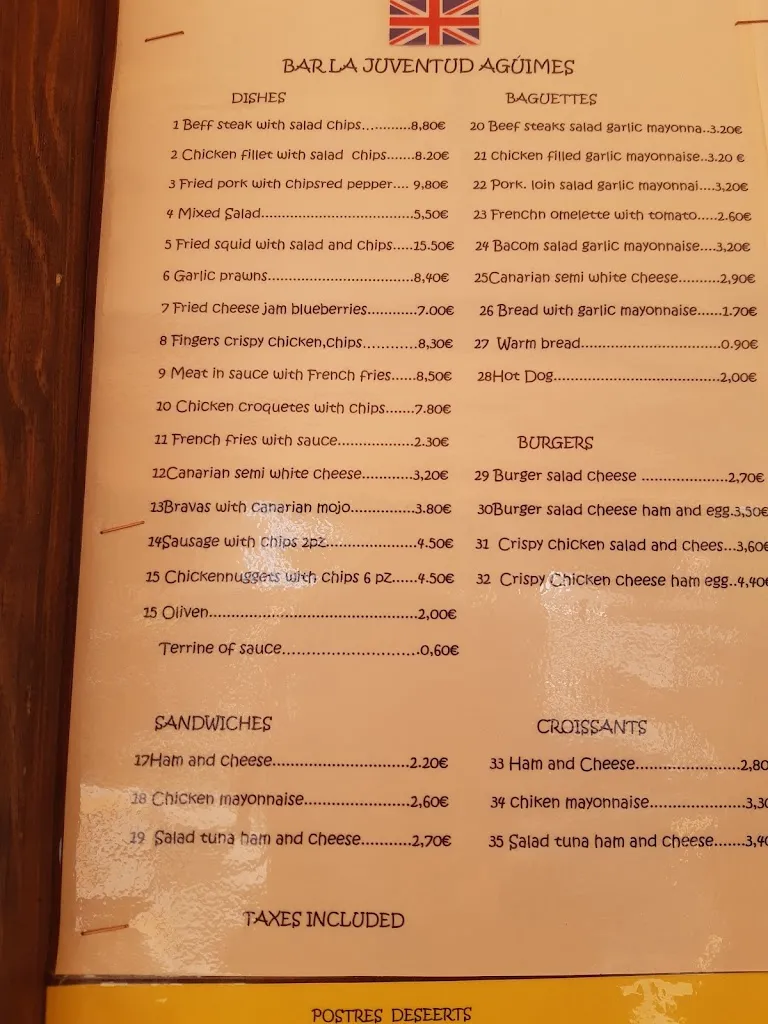 BAR LA JUVENTUD AGÚIMES
DISHES
1 Beff steak with salad chips............8,80€
2 Chicken fillet with salad chips.......8.20€
3 Fried pork with chipsred pepper.... 9,80€
4 Mixed Salad.......................................5,50€
5 Fried squid with salad and chips.....15.50€
6 Garlic prawns.....................................8,40€
7 Fried cheese jam blueberries............7.00€
8 Fingers crispy chicken,chips............8,30€
9 Meat in sauce with French fries......8,50€
10 Chicken croquetes with chips.......7.80€
11 French fries with sauce..................2.30€
12Canarian semi white cheese............3,20€
13Bravas with canarian mojo...............3.80€
14Sausage with chips 2pz......................4.50€
15 Chickennuggets with chips 6 pz......4.50€
15 Oliven....................................................2,00€
Terrine of sauce.................................0,60€
BAGUETTES
20 Beef steaks salad garlic mayonna..3.20€
21 chicken filled garlic mayonnaise..3.20 €
22 Pork. loin salad garlic mayonnai....3,20€
23 Frenchn omelette with tomato.....2.60€
24 Bacom salad garlic mayonnaise....3,20€
25Canarian semi white cheese..........2,90€
26 Bread with garlic mayonnaise......1.70€
27 Warm bread...................................0.90€
28Hot Dog.........................................2,00€
BURGERS
29 Burger salad cheese .....................2,70€
30Burger salad cheese ham and egg.3,50€
31 Crispy chicken salad and chees...3,60€
32 Crispy Chicken cheese ham egg..4,40€
SANDWICHES
17Ham and cheese..................................2.20€
18 Chicken mayonnaise..........................2,60€
19 Salad tuna ham and cheese............2,70€
CROISSANTS
33 Ham and Cheese..........................2,80
34 chiken mayonnaise.......................3,30
35 Salad tuna ham and cheese.......3,40
TAXES INCLUDED
POSTRES DESEERTS